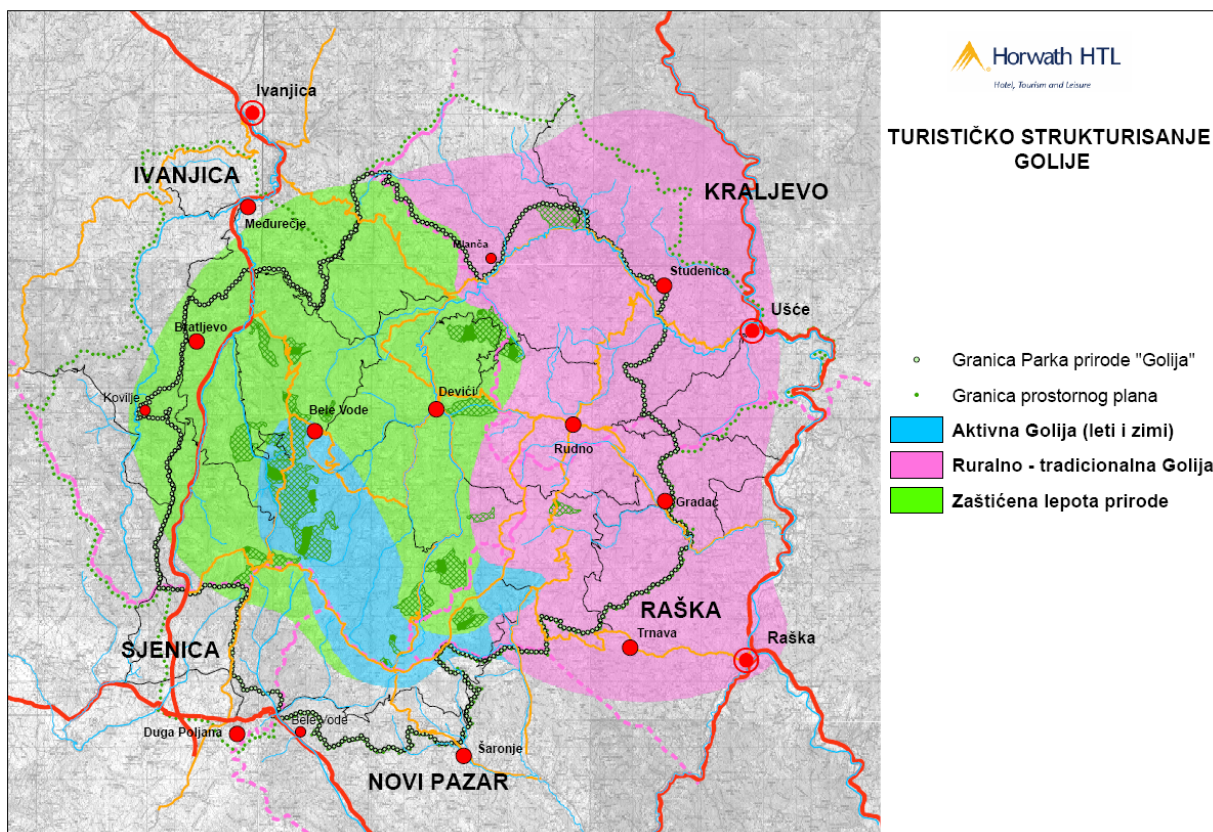 Horwath HTL
Hotel, Tourism and Leisure
TURISTIČKO STRUKTURISANJE
GOLIJE
Granica Parka prirode "Golija"
Granica prostornog plana
Aktivna Golija (leti i zimi)
Ruralno - tradicionalna Golija
Zaštićena lepota prirode
Ivanjica
IVANJICA
KRALJEVO
Međurečje
Mlanča
Studenica
Ušće
Bratljevo
Kovilje
Devići
Bele Vode
Rudno
Gradac
RAŠKA
Trnava
Raška
SJENICA
Duga Poljana
Bele Vode
Šaronje
NOVI PAZAR